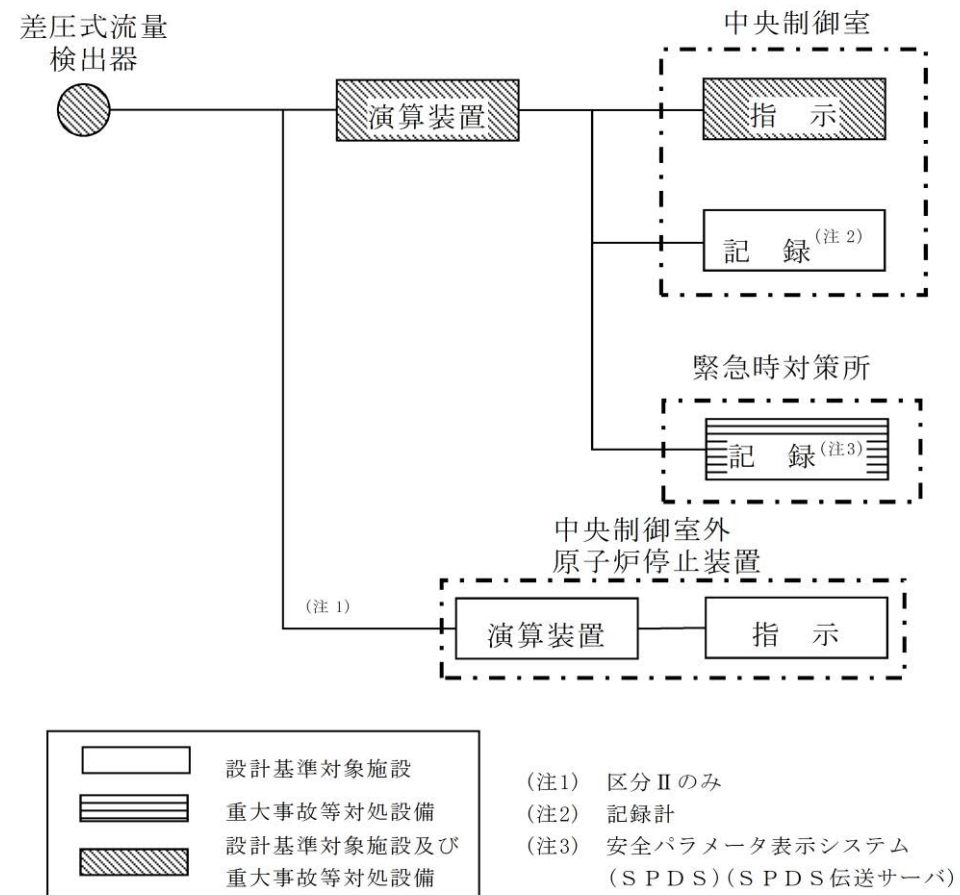 差圧式流量
検出器
中央制御室
演算装置
指　示
記　録(注2)
緊急時対策所
記　録(注3)
中央制御室外
原子炉停止装置
(注1)
演算装置
指　示
設計基準対象施設
重大事故等対処設備
設計基準対象施設及び
重大事故等対処設備
(注1)　区分Ⅱのみ
(注2)　記録計
(注3)　安全パラメータ表示システム
(ＳＰＤＳ)(ＳＰＤＳ伝送サーバ)